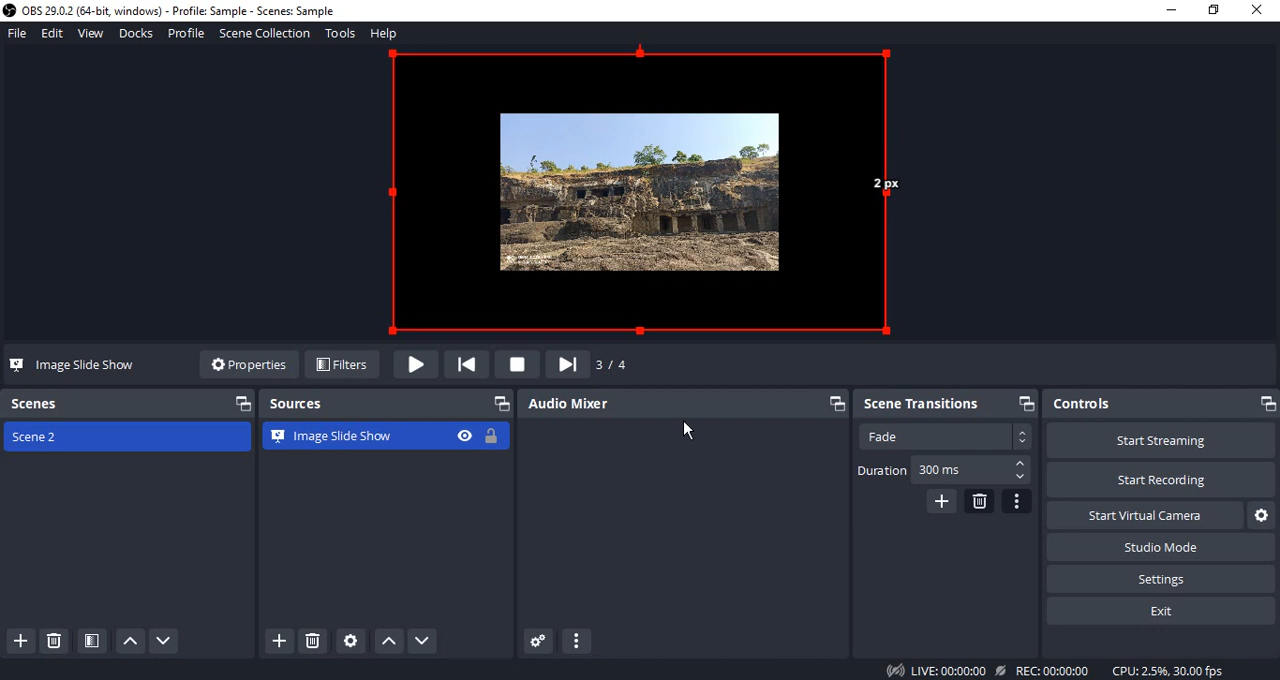 OBS 29.0.2 (64-bit, windows) - Profile: Sample - Scenes: Sample
File Edit View Docks Profile Scene Collection Tools Help
2 px
Image Slide Show Properties Filters 3 / 4
Scenes Sources Audio Mixer Scene Transitions Controls
Scene 2 Image Slide Show Fade Start Streaming
Duration 300 ms Start Recording
Start Virtual Camera
Studio Mode
Settings
Exit
LIVE: 00:00:00 REC: 00:00:00 CPU: 2.5%, 30.00 fps